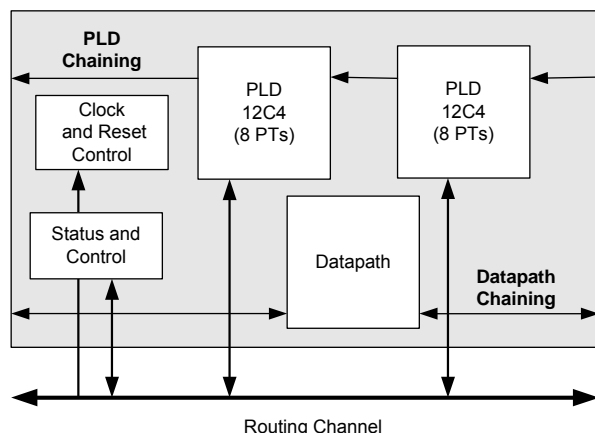 PLD
Chaining
PLD
12C4
(8 PTs)
PLD
12C4
(8 PTs)
Clock
and Reset
Control
Status and
Control
Datapath
Datapath
Chaining
Routing Channel